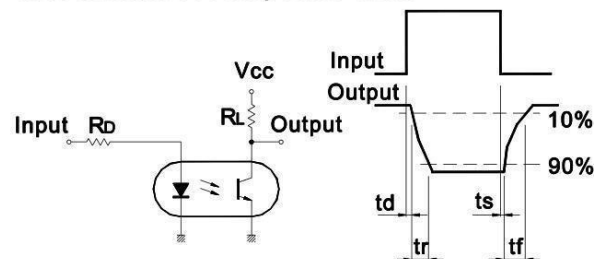 Vcc
Input RD RL Output
Input
Output
10%
90%
td ts
tr tf